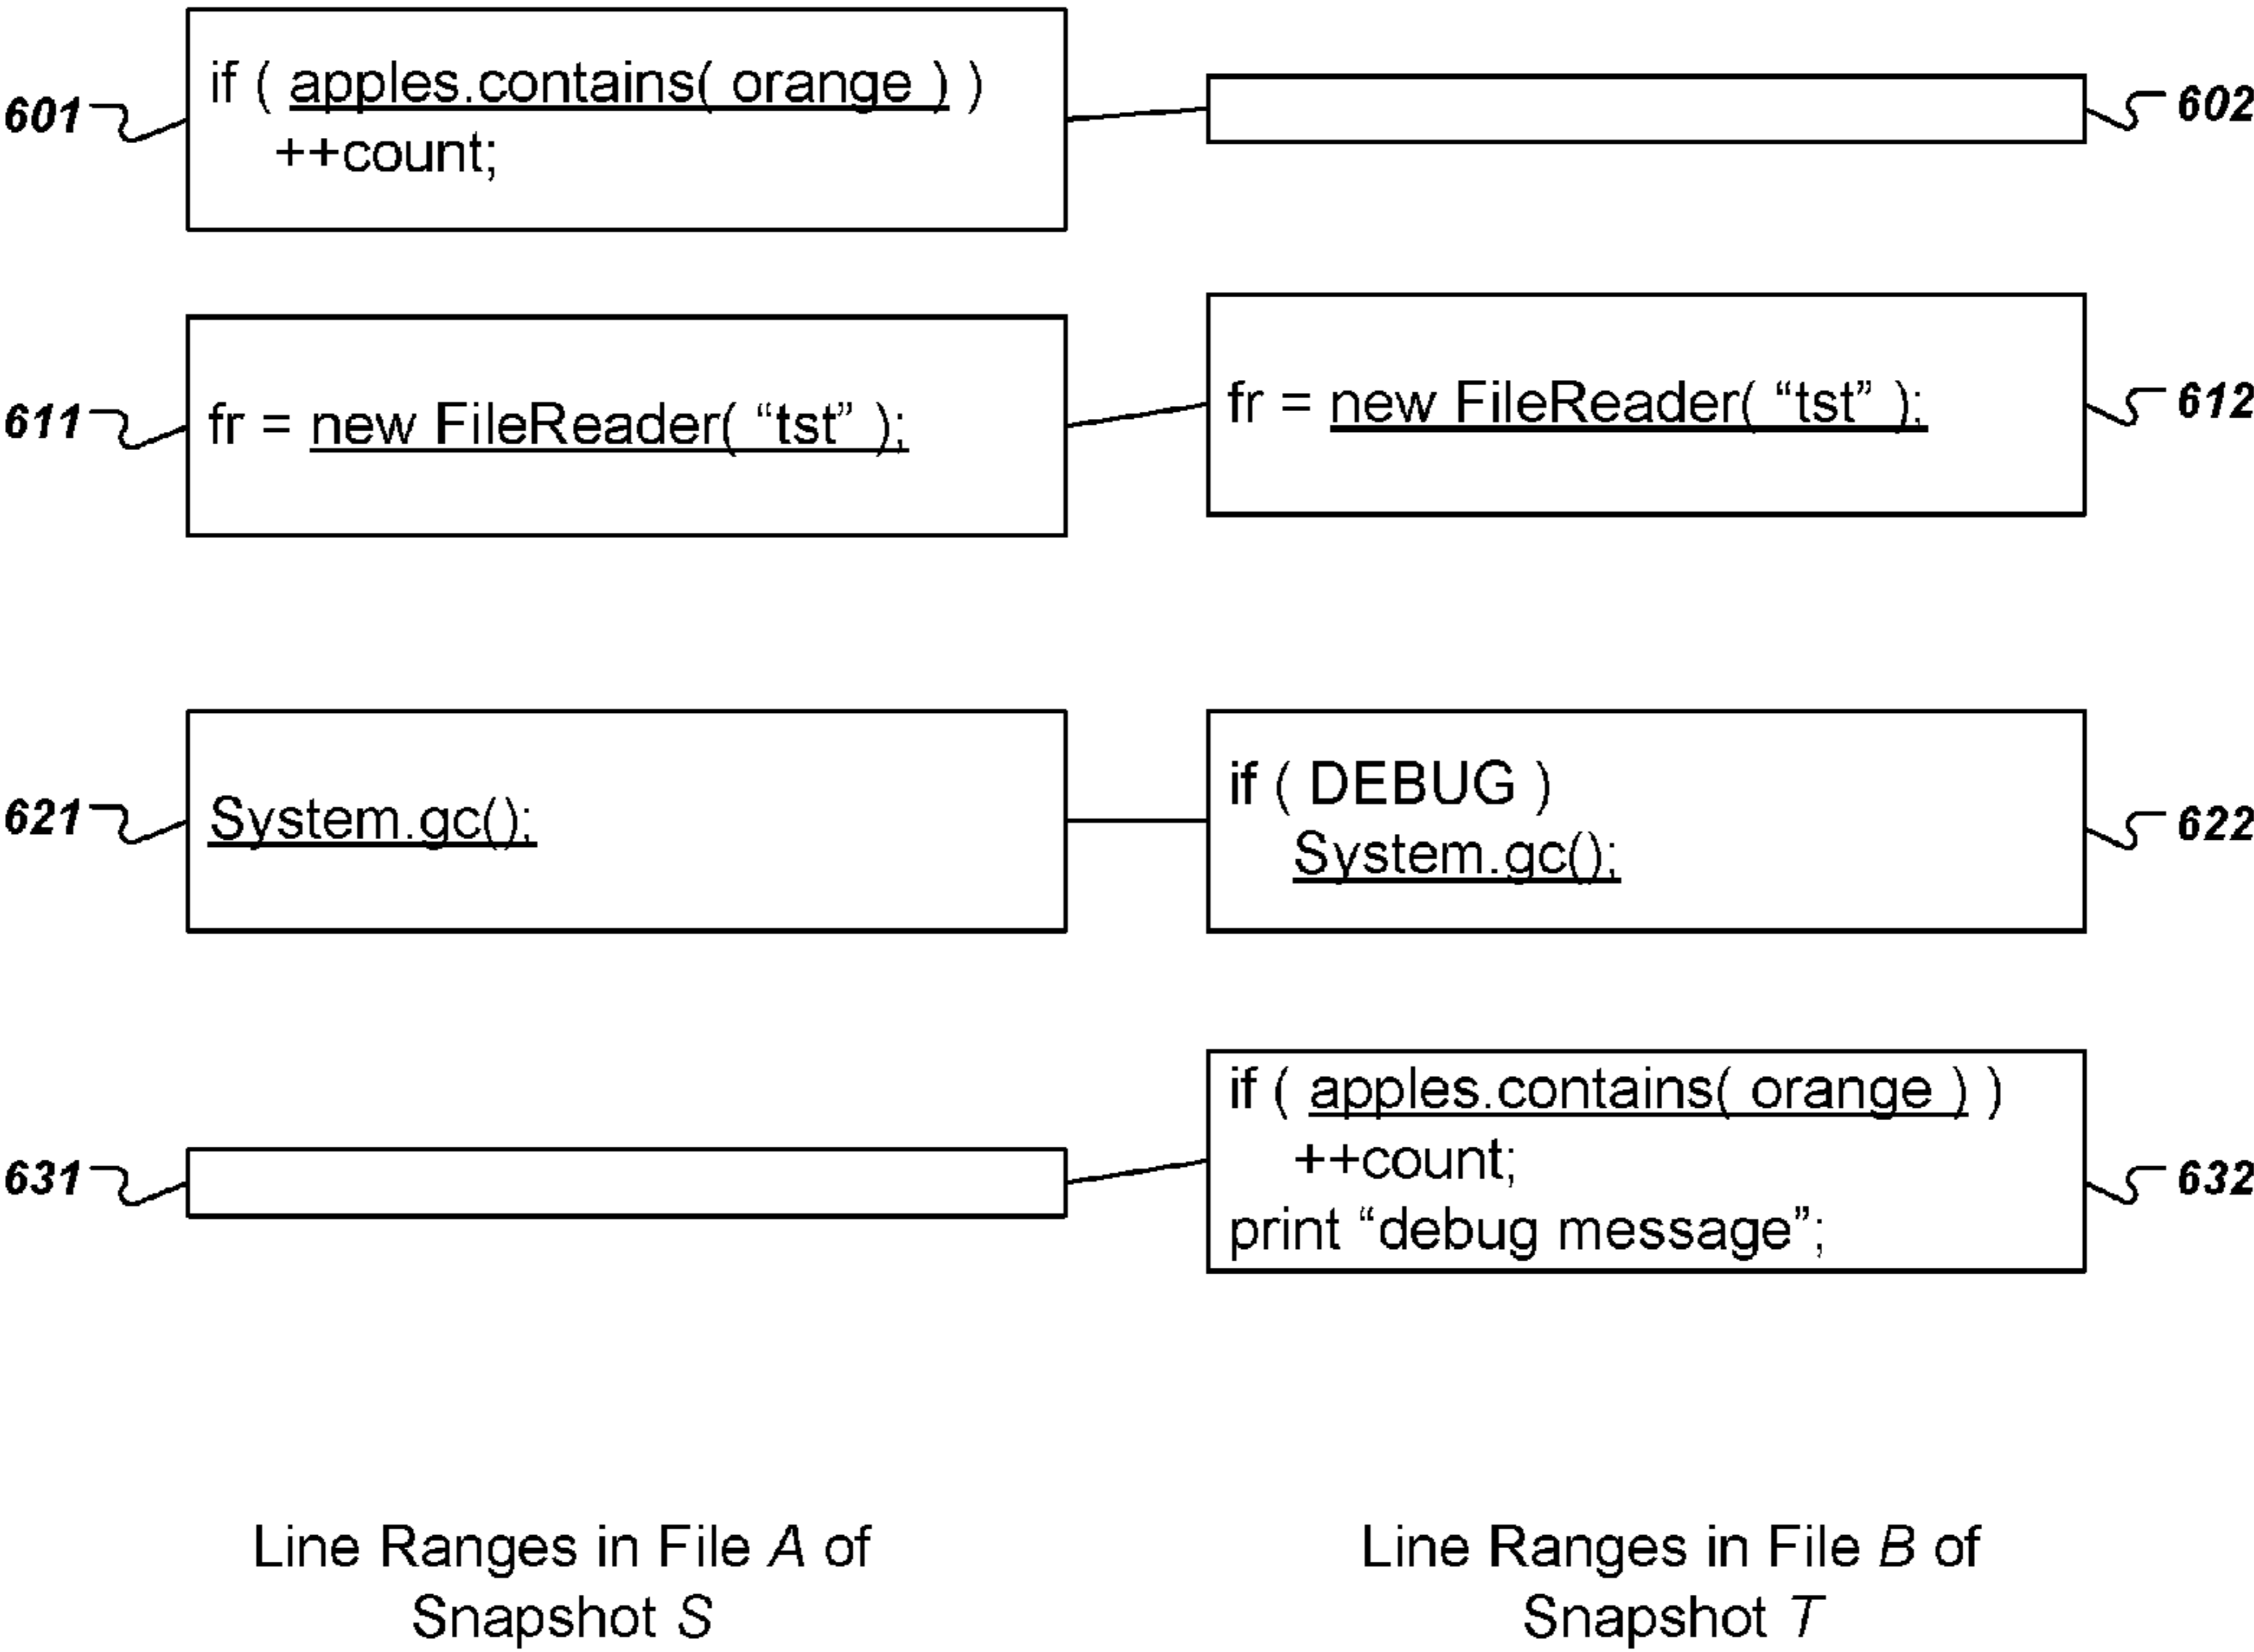 601
if ( apples.contains( orange ) )
++count;
602
611
fr = new FileReader( “tst” );
fr = new FileReader( “tst” );
612
621
System.gc();
if ( DEBUG )
System.gc();
622
631
if ( apples.contains( orange ) )
++count;
print “debug message”;
632
Line Ranges in File A of
Snapshot S
Line Ranges in File B of
Snapshot T